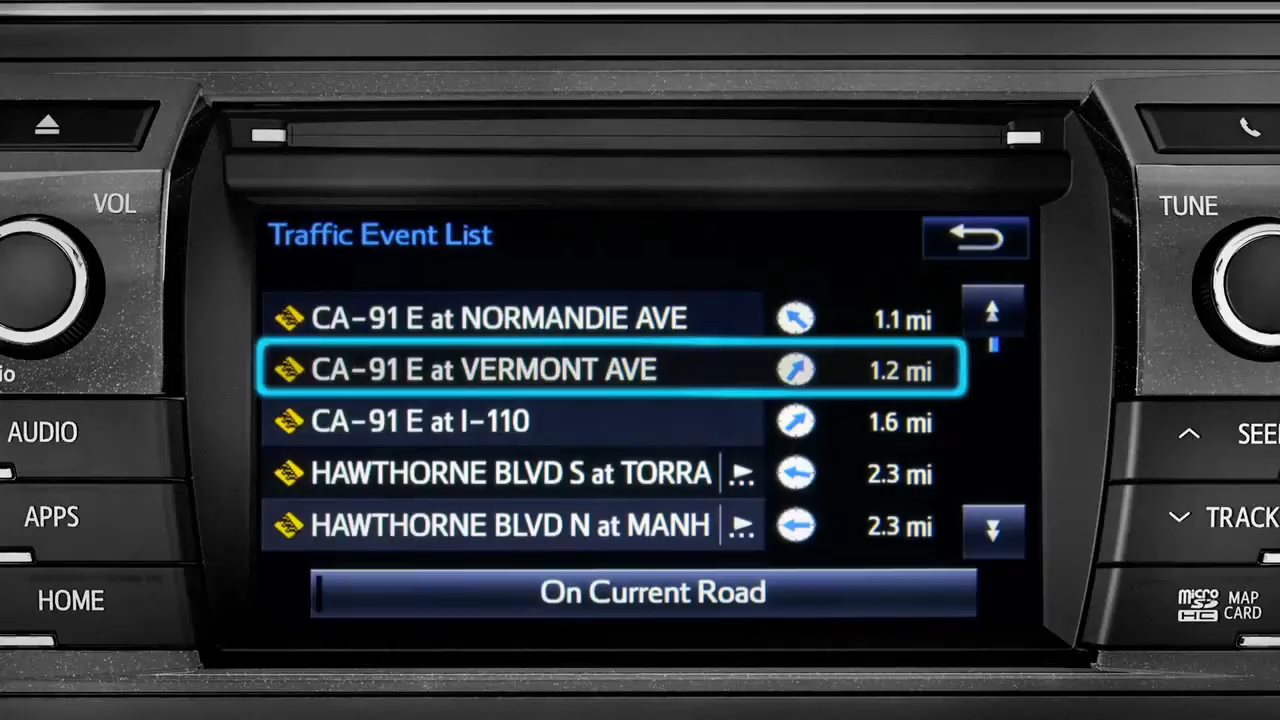 VOL
TUNE
Traffic Event List
CA-91 E at NORMANDIE AVE 1.1 mi
CA-91 E at VERMONT AVE 1.2 mi
CA-91 E at I-110 1.6 mi
HAWTHORNE BLVD S at TORRA 2.3 mi
HAWTHORNE BLVD N at MANH 2.3 mi
On Current Road
io
AUDIO
APPS
HOME
SEE
TRACK
micro SD HC MAP CARD